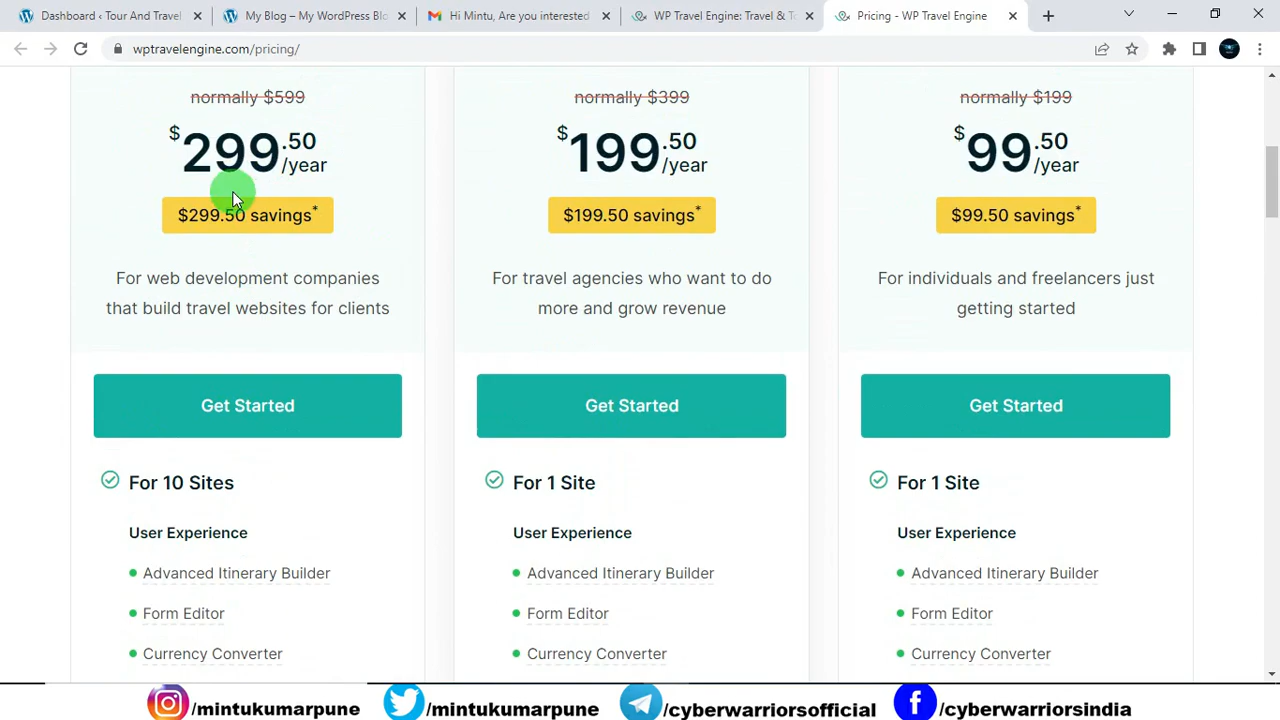 Dashboard ‹ Tour And Travel
My Blog – My WordPress Blo
Hi Mintu, Are you interested
WP Travel Engine: Travel & To
Pricing - WP Travel Engine
wptravelengine.com/pricing/
normally $599
$299.50/year
$299.50 savings*
For web development companies
that build travel websites for clients
Get Started
For 10 Sites
User Experience
Advanced Itinerary Builder
Form Editor
Currency Converter
normally $399
$199.50/year
$199.50 savings*
For travel agencies who want to do
more and grow revenue
Get Started
For 1 Site
User Experience
Advanced Itinerary Builder
Form Editor
Currency Converter
normally $199
$99.50/year
$99.50 savings*
For individuals and freelancers just
getting started
Get Started
For 1 Site
User Experience
Advanced Itinerary Builder
Form Editor
Currency Converter
/mintukumarpune
/mintukumarpune
/cyberwarriorsofficial
/cyberwarriorsindia